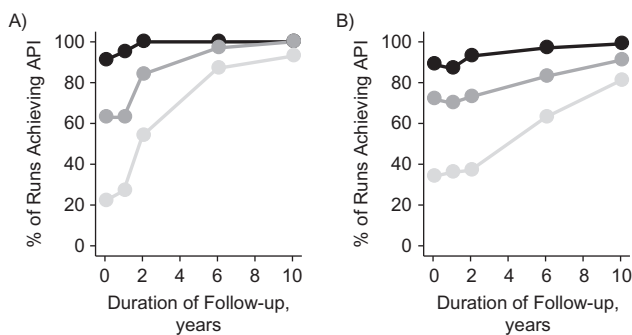 A)
% of Runs Achieving API
100
80
60
40
20
0
0 2 4 6 8 10
Duration of Follow-up,
years
B)
% of Runs Achieving API
100
80
60
40
20
0
0 2 4 6 8 10
Duration of Follow-up,
years